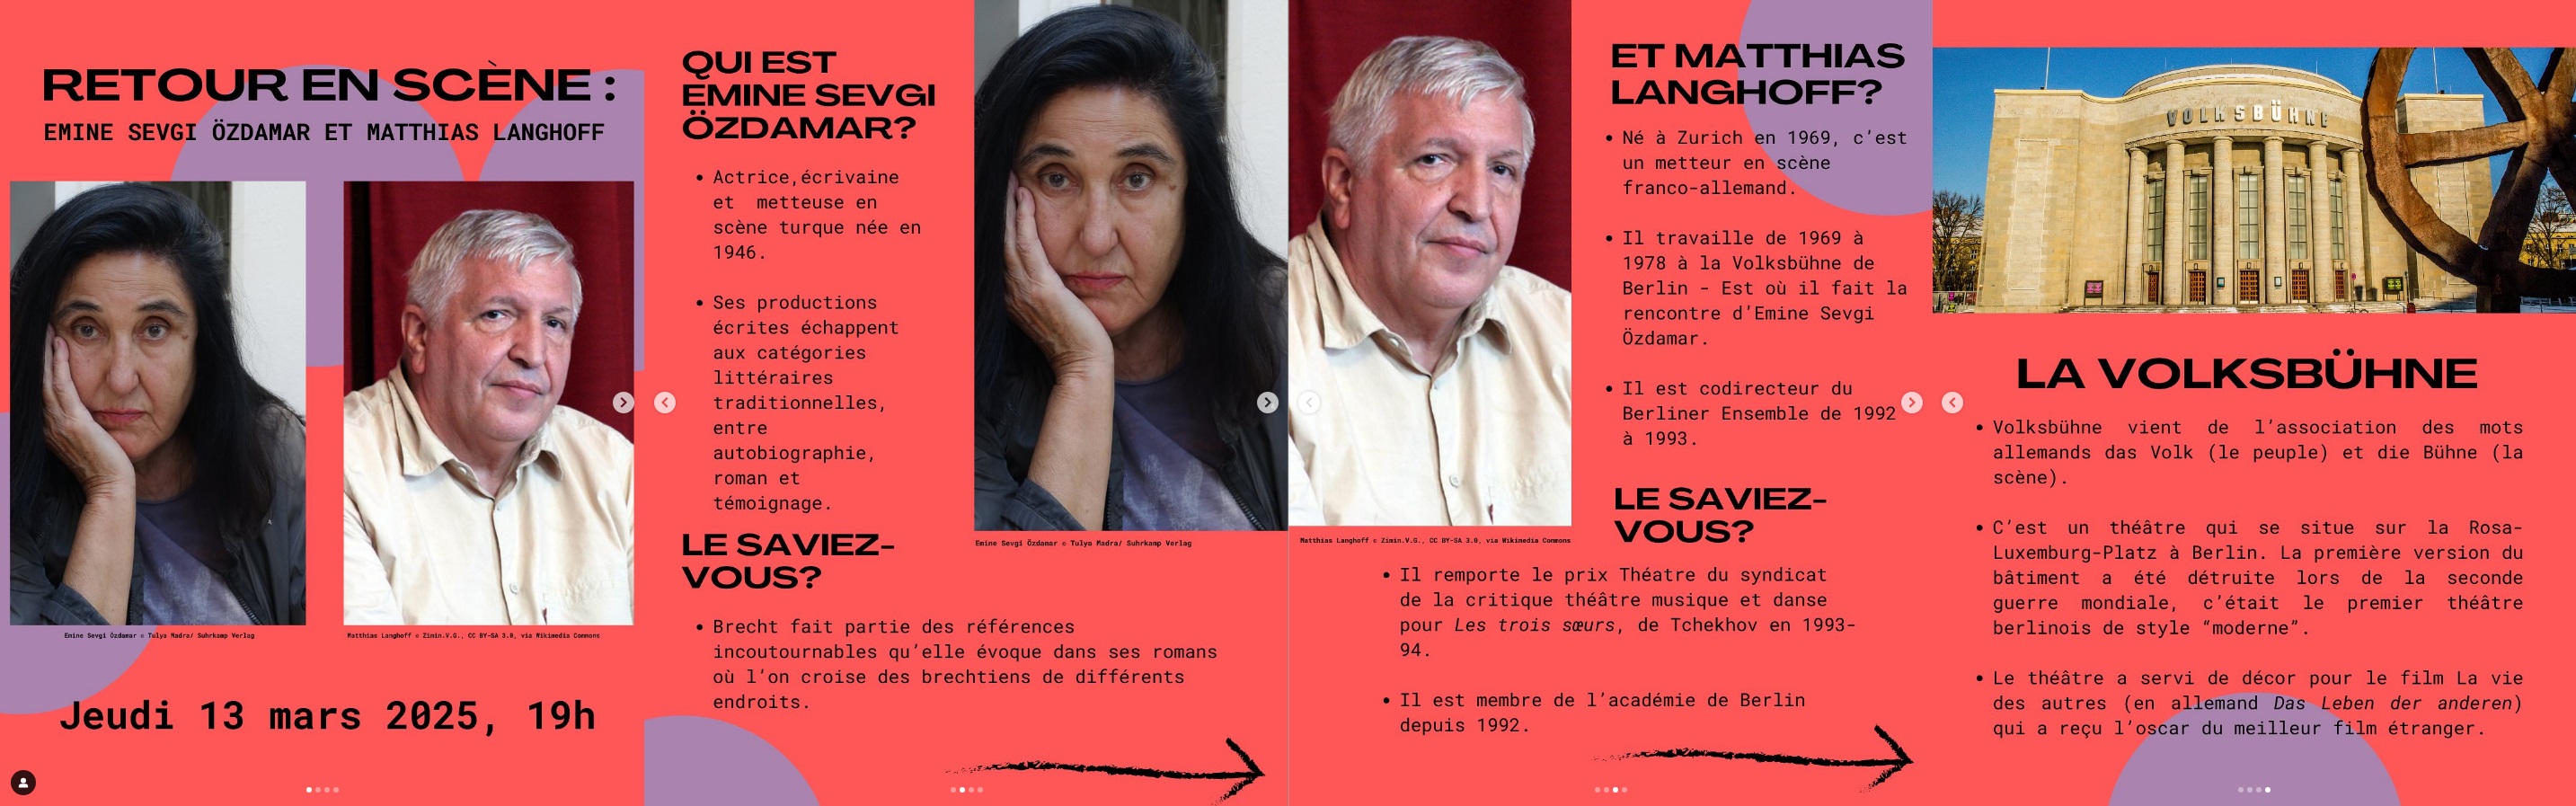 RETOUR EN SCÈNE :
EMINE SEVGI ÖZDAMAR ET MATTHIAS LANGHOFF
Emine Sevgi Özdamar © Tulya Madra/ Suhrkamp Verlag
Matthias Langhoff © Zimin.V.G., CC BY-SA 3.0, via Wikimedia Commons
Jeudi 13 mars 2025, 19h
QUI EST
EMINE SEVGI
ÖZDAMAR?
• Actrice,écrivaine
et metteuse en
scène turque née en
1946.
• Ses productions
écrites échappent
aux catégories
littéraires
traditionnelles,
entre
autobiographie,
roman et
témoignage.
Emine Sevgi Özdamar © Tulya Madra/ Suhrkamp Verlag
LE SAVIEZ-
VOUS?
• Brecht fait partie des références
incoutournables qu'elle évoque dans ses romans
où l'on croise des brechtiens de différents
endroits.
ET MATTHIAS
LANGHOFF?
• Né à Zurich en 1969, c'est
un metteur en scène
franco-allemand.
• Il travaille de 1969 à
1978 à la Volksbühne de
Berlin - Est où il fait la
rencontre d'Emine Sevgi
Özdamar.
• Il est codirecteur du
Berliner Ensemble de 1992
à 1993.
Matthias Langhoff © Zimin.V.G., CC BY-SA 3.0, via Wikimedia Commons
LE SAVIEZ-
VOUS?
• Il remporte le prix Théatre du syndicat
de la critique théâtre musique et danse
pour Les trois sœurs, de Tchekhov en 1993-
94.
• Il est membre de l'académie de Berlin
depuis 1992.
VOLKSBÜHNE
LA VOLKSBÜHNE
• Volksbühne vient de l'association des mots
allemands das Volk (le peuple) et die Bühne (la
scène).
• C'est un théâtre qui se situe sur la Rosa-
Luxemburg-Platz à Berlin. La première version du
bâtiment a été détruite lors de la seconde
guerre mondiale, c'était le premier théâtre
berlinois de style "moderne".
• Le théâtre a servi de décor pour le film La vie
des autres (en allemand Das Leben der anderen)
qui a reçu l'oscar du meilleur film étranger.